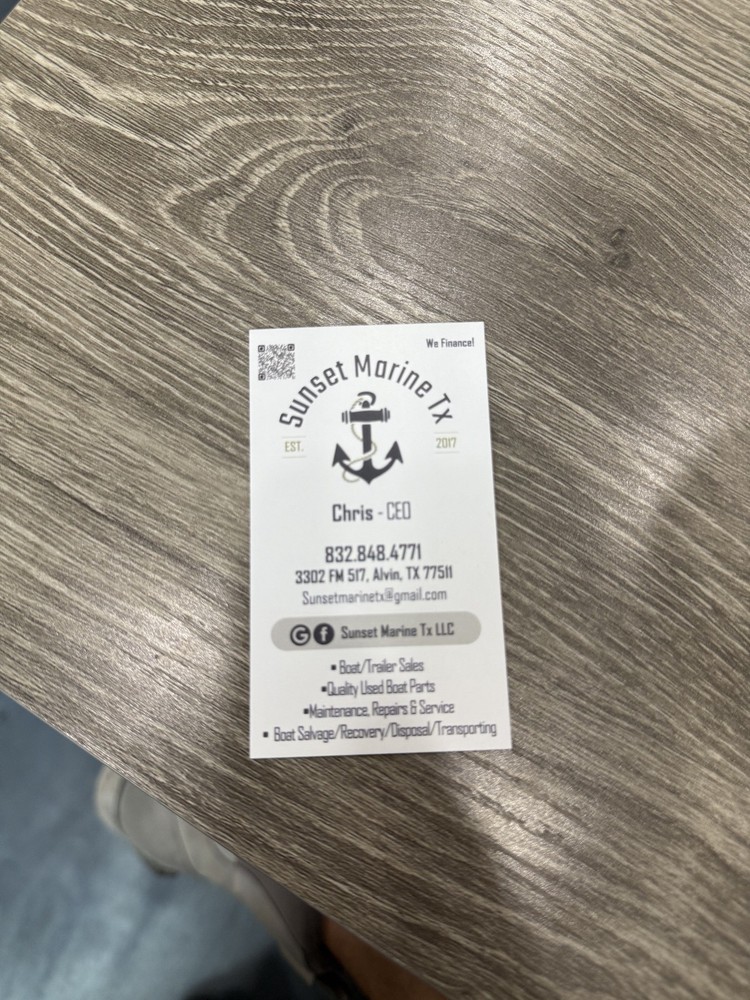 We Finance!
Sunset Marine Tx
EST. 2017
Chris - CEO
832.848.4771
3302 FM 517, Alvin, TX 77511
Sunsetmarinetx@gmail.com
G f Sunset Marine Tx LLC
▪ Boat/Trailer Sales
▪Quality Used Boat Parts
▪Maintenance, Repairs & Service
▪ Boat Salvage/Recovery/Disposal/Transporting